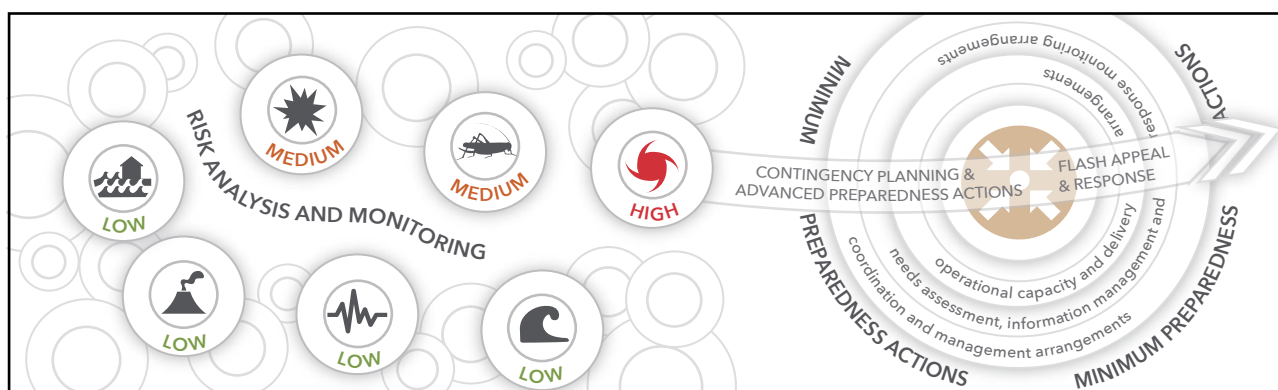 RISK ANALYSIS AND MONITORING
LOW
MEDIUM
MEDIUM
HIGH
LOW
LOW
LOW
CONTINGENCY PLANNING &
ADVANCED PREPAREDNESS ACTIONS
FLASH APPEAL
& RESPONSE
MINIMUM
PREPAREDNESS ACTIONS
MINIMUM PREPAREDNESS
ACTIONS
operational capacity and delivery
arrangements
needs assessment, information management and
response monitoring arrangements
coordination and management arrangements